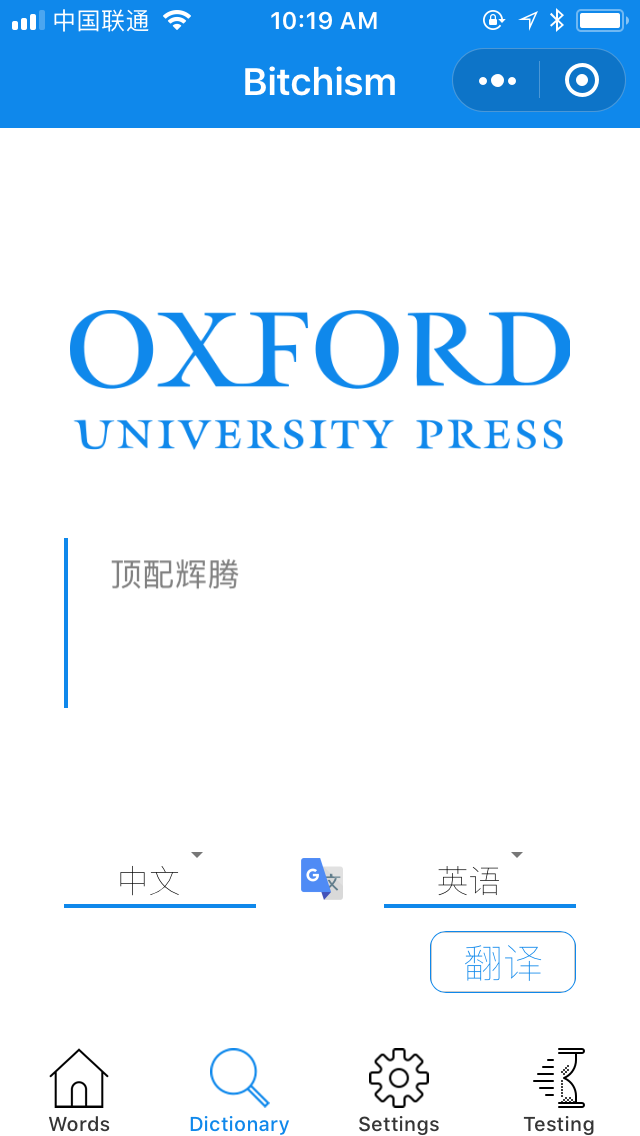 中国联通 10:19 AM
Bitchism
OXFORD
UNIVERSITY PRESS
顶配辉腾
中文 G 文 英语
翻译
Words Dictionary Settings Testing